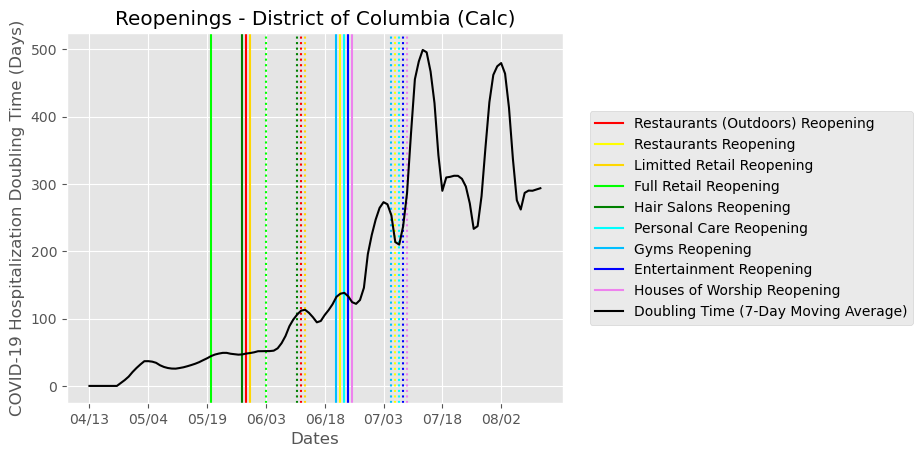 Reopenings - District of Columbia (Calc)
COVID-19 Hospitalization Doubling Time (Days)
500
400
300
200
100
0
04/13 05/04 05/19 06/03 06/18 07/03 07/18 08/02
Dates
Restaurants (Outdoors) Reopening
Restaurants Reopening
Limitted Retail Reopening
Full Retail Reopening
Hair Salons Reopening
Personal Care Reopening
Gyms Reopening
Entertainment Reopening
Houses of Worship Reopening
Doubling Time (7-Day Moving Average)